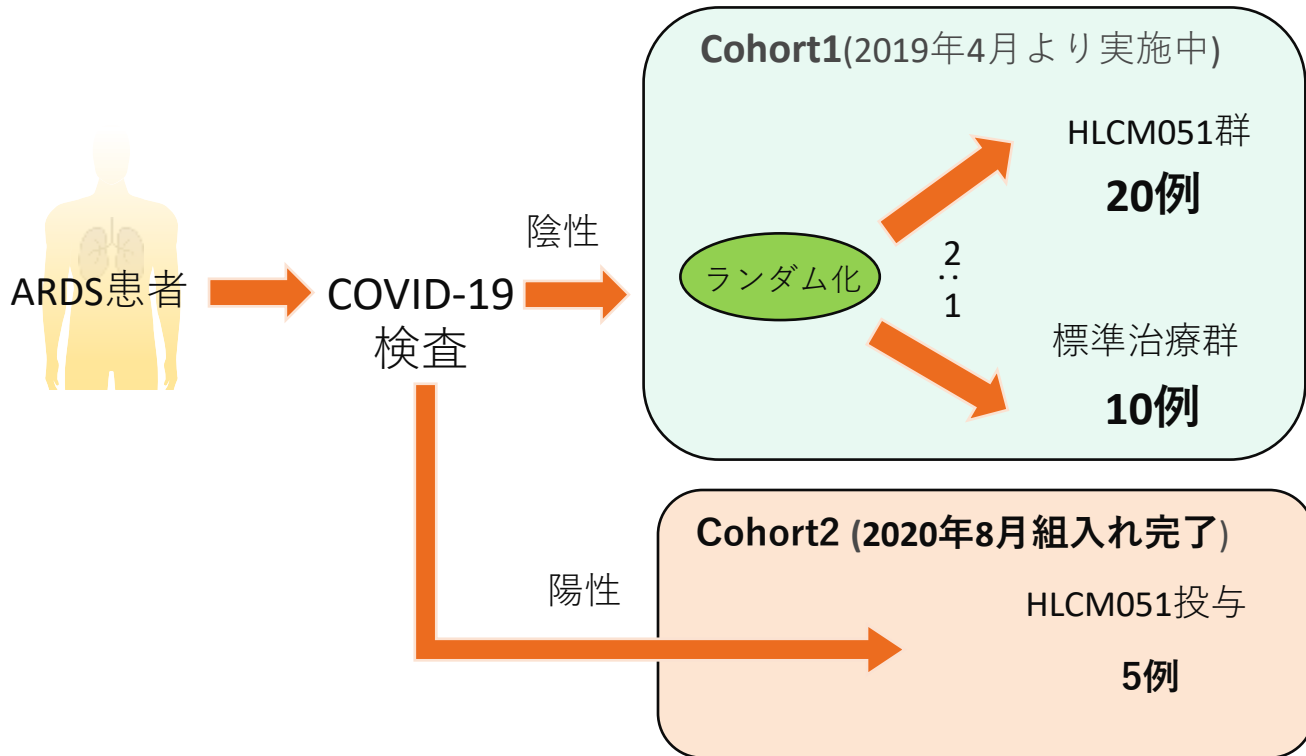 ARDS患者
COVID-19
検査
陰性
Cohort1(2019年4月より実施中)
ランダム化
2:1
HLCM051群
20例
標準治療群
10例
陽性
Cohort2 (2020年8月組入れ完了)
HLCM051投与
5例